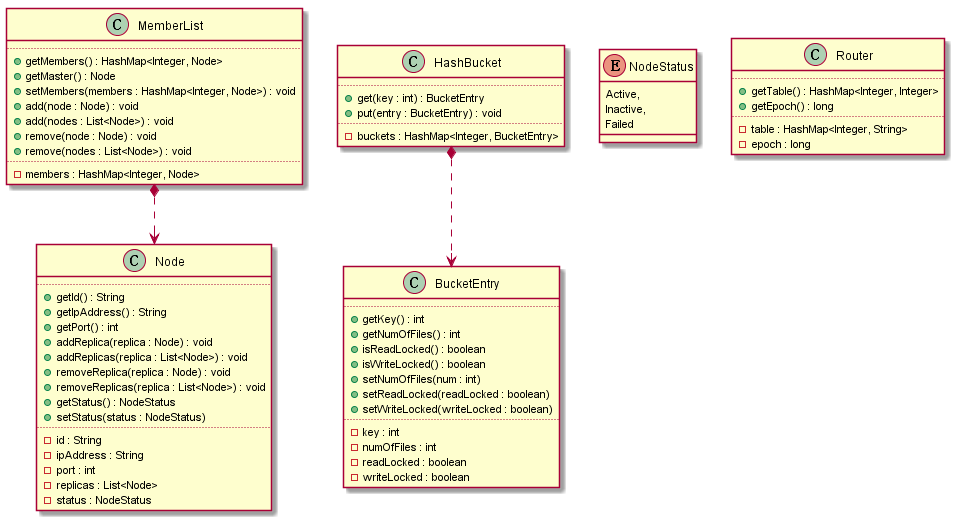 C MemberList
getMembers() : HashMap<Integer, Node>
getMaster() : Node
setMembers(members : HashMap<Integer, Node>) : void
add(node : Node) : void
add(nodes : List<Node>) : void
remove(node : Node) : void
remove(nodes : List<Node>) : void
members : HashMap<Integer, Node>
C HashBucket
get(key : int) : BucketEntry
put(entry : BucketEntry) : void
buckets : HashMap<Integer, BucketEntry>
E NodeStatus
Active,
Inactive,
Failed
C Router
getTable() : HashMap<Integer, Integer>
getEpoch() : long
table : HashMap<Integer, String>
epoch : long
C Node
getId() : String
getIpAddress() : String
getPort() : int
addReplica(replica : Node) : void
addReplicas(replica : List<Node>) : void
removeReplica(replica : Node) : void
removeReplicas(replica : List<Node>) : void
getStatus() : NodeStatus
setStatus(status : NodeStatus)
id : String
ipAddress : String
port : int
replicas : List<Node>
status : NodeStatus
C BucketEntry
getKey() : int
getNumOfFiles() : int
isReadLocked() : boolean
isWriteLocked() : boolean
setNumOfFiles(num : int)
setReadLocked(readLocked : boolean)
setWriteLocked(writeLocked : boolean)
key : int
numOfFiles : int
readLocked : boolean
writeLocked : boolean